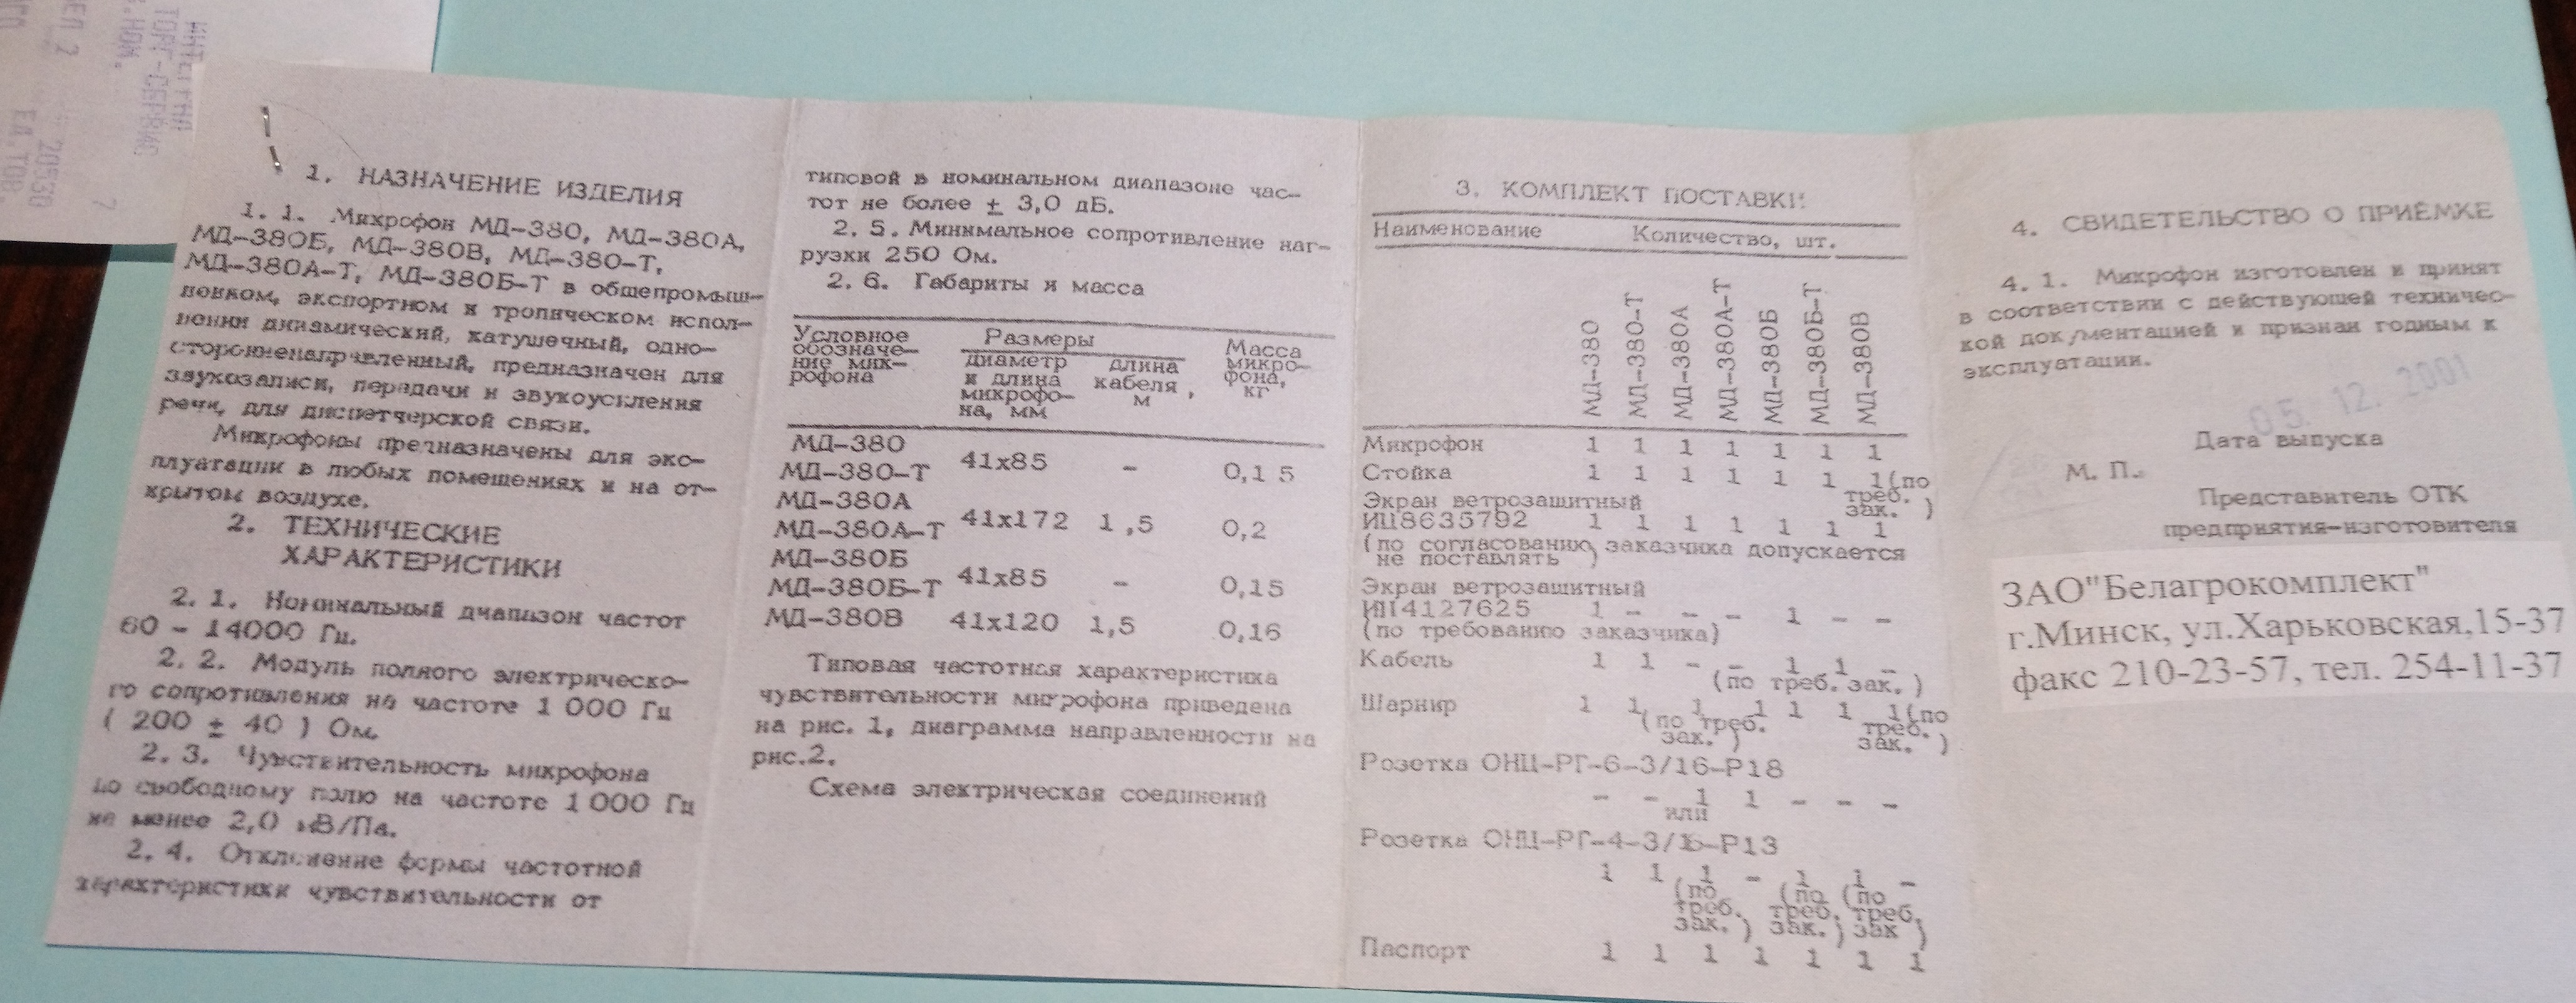 ТОРГ-СЕРВИС
20530
ЕД.ТОВ.
7
1. НАЗНАЧЕНИЕ ИЗДЕЛИЯ
1. 1. Микрофон МД-380, МД-380А,
МД-380Б, МД-380В, МД-380-Т,
МД-380А-Т, МД-380Б-Т в общепромыш-
ленном, экспортном и тропическом испол-
нении динамический, катушечный, одно-
стороннененаправленный, предназначен для
звукозаписи, передачи и звукоусиления
речи, для диспетчерской связи.
Микрофоны предназначены для экс-
плуатации в любых помещениях и на от-
крытом воздухе.
2. ТЕХНИЧЕСКИЕ
ХАРАКТЕРИСТИКИ
2. 1. Номинальный диапазон частот
60 - 14000 Гц.
2. 2. Модуль полного электрическо-
го сопротивления на частоте 1 000 Гц
( 200 ± 40 ) Ом.
2. 3. Чувствительность микрофона
по свободному полю на частоте 1 000 Гц
не менее 2,0 мВ/Па.
2. 4. Отклонение формы частотной
характеристики чувствительности от
типовой в номинальном диапазоне час-
тот не более ± 3,0 дБ.
2. 5. Минимальное сопротивление наг-
рузки 250 Ом.
2. 6. Габариты и масса
Условное обозначе- ние мик- рофона
Размеры
диаметр и длина микрофо- на, мм
длина кабеля, м
Масса микро- фона, кг
МД-380
МД-380-Т 41х85 - 0,15
МД-380А
МД-380А-Т 41х172 1,5 0,2
МД-380Б
МД-380Б-Т 41х85 - 0,15
МД-380В 41х120 1,5 0,16
Типовая частотная характеристика
чувствительности микрофона приведена
на рис. 1, диаграмма направленности на
рис.2.
Схема электрическая соединений
3. КОМПЛЕКТ ПОСТАВКИ
Наименование Количество, шт.
МД-380 МД-380-Т МД-380А МД-380А-Т МД-380Б МД-380Б-Т МД-380В
Микрофон 1 1 1 1 1 1 1
Стойка 1 1 1 1 1 1 1(по треб. зак. )
Экран ветрозащитный
ИЦ8635792 1 1 1 1 1 1 1
(по согласованию заказчика допускается
не поставлять )
Экран ветрозащитный
ИЦ4127625 1 - - - 1 - -
(по требованию заказчика)
Кабель 1 1 - - 1 1 -
(по треб. зак. )
Шарнир 1 1 1 1 1 1 1(по треб. зак. )
(по треб. зак. )
Розетка ОНЦ-РГ-6-3/16-Р18
- - 1 1 - - -
или
Розетка ОНЦ-РГ-4-3/16-Р13
1 1 1 - 1 1 -
(по треб. зак. ) (по треб. зак. ) (по треб. зак )
Паспорт 1 1 1 1 1 1 1
4. СВИДЕТЕЛЬСТВО О ПРИЁМКЕ
4. 1. Микрофон изготовлен и принят
в соответствии с действующей техничес-
кой документацией и признан годным к
эксплуатации.
05. 12. 2001
Дата выпуска
М. П.
Представитель ОТК
предприятия-изготовителя
ЗАО"Белагрокомплект"
г.Минск, ул.Харьковская,15-37
факс 210-23-57, тел. 254-11-37